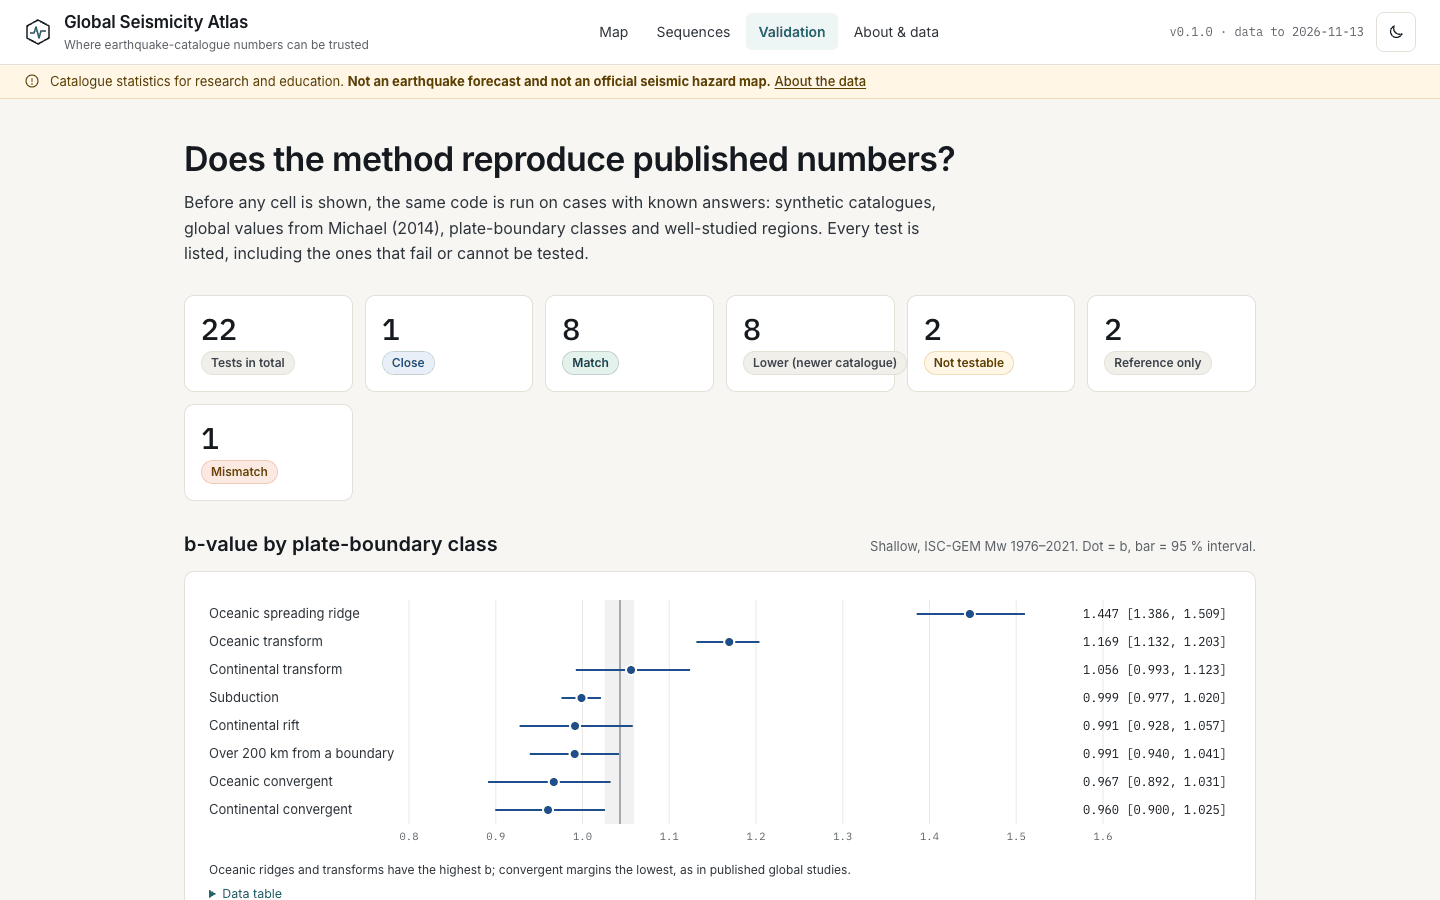 Global Seismicity Atlas
Where earthquake-catalogue numbers can be trusted
Map
Sequences
Validation
About & data
v0.1.0 · data to 2026-11-13
Catalogue statistics for research and education. Not an earthquake forecast and not an official seismic hazard map. About the data
Does the method reproduce published numbers?
Before any cell is shown, the same code is run on cases with known answers: synthetic catalogues,
global values from Michael (2014), plate-boundary classes and well-studied regions. Every test is
listed, including the ones that fail or cannot be tested.
22
Tests in total
1
Close
8
Match
8
Lower (newer catalogue)
2
Not testable
2
Reference only
1
Mismatch
b-value by plate-boundary class
Shallow, ISC-GEM Mw 1976–2021. Dot = b, bar = 95 % interval.
Oceanic spreading ridge 1.447 [1.386, 1.509]
Oceanic transform 1.169 [1.132, 1.203]
Continental transform 1.056 [0.993, 1.123]
Subduction 0.999 [0.977, 1.020]
Continental rift 0.991 [0.928, 1.057]
Over 200 km from a boundary 0.991 [0.940, 1.041]
Oceanic convergent 0.967 [0.892, 1.031]
Continental convergent 0.960 [0.900, 1.025]
0.8 0.9 1.0 1.1 1.2 1.3 1.4 1.5 1.6
Oceanic ridges and transforms have the highest b; convergent margins the lowest, as in published global studies.
Data table